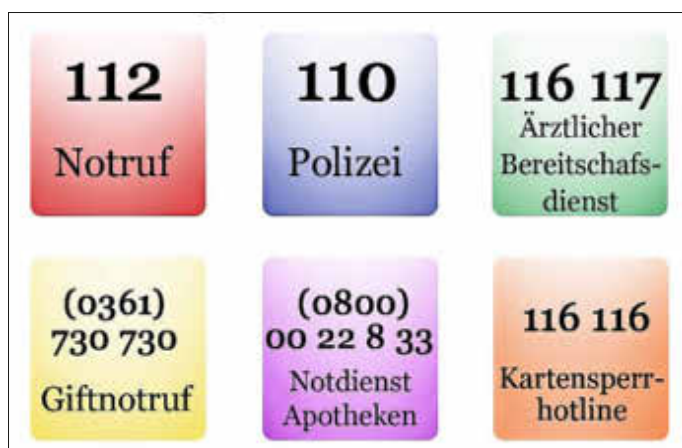 112
Notruf
110
Polizei
116 117
Ärztlicher
Bereitschafs-
dienst
(0361)
730 730
Giftnotruf
(0800)
00 22 8 33
Notdienst
Apotheken
116 116
Kartensperr-
hotline